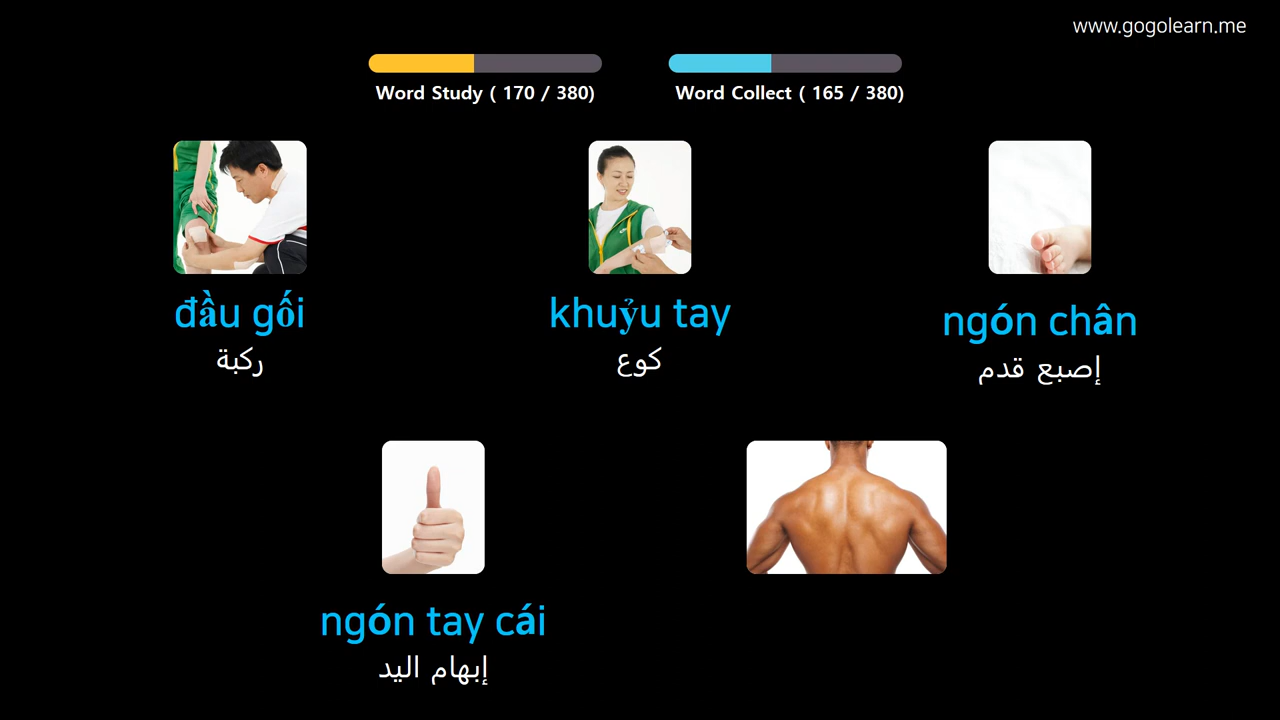 www.gogolearn.me
Word Study ( 170 / 380)
Word Collect ( 165 / 380)
đầu gối
ركبة
khuỷu tay
كوع
ngón chân
إصبع قدم
ngón tay cái
إبهام اليد